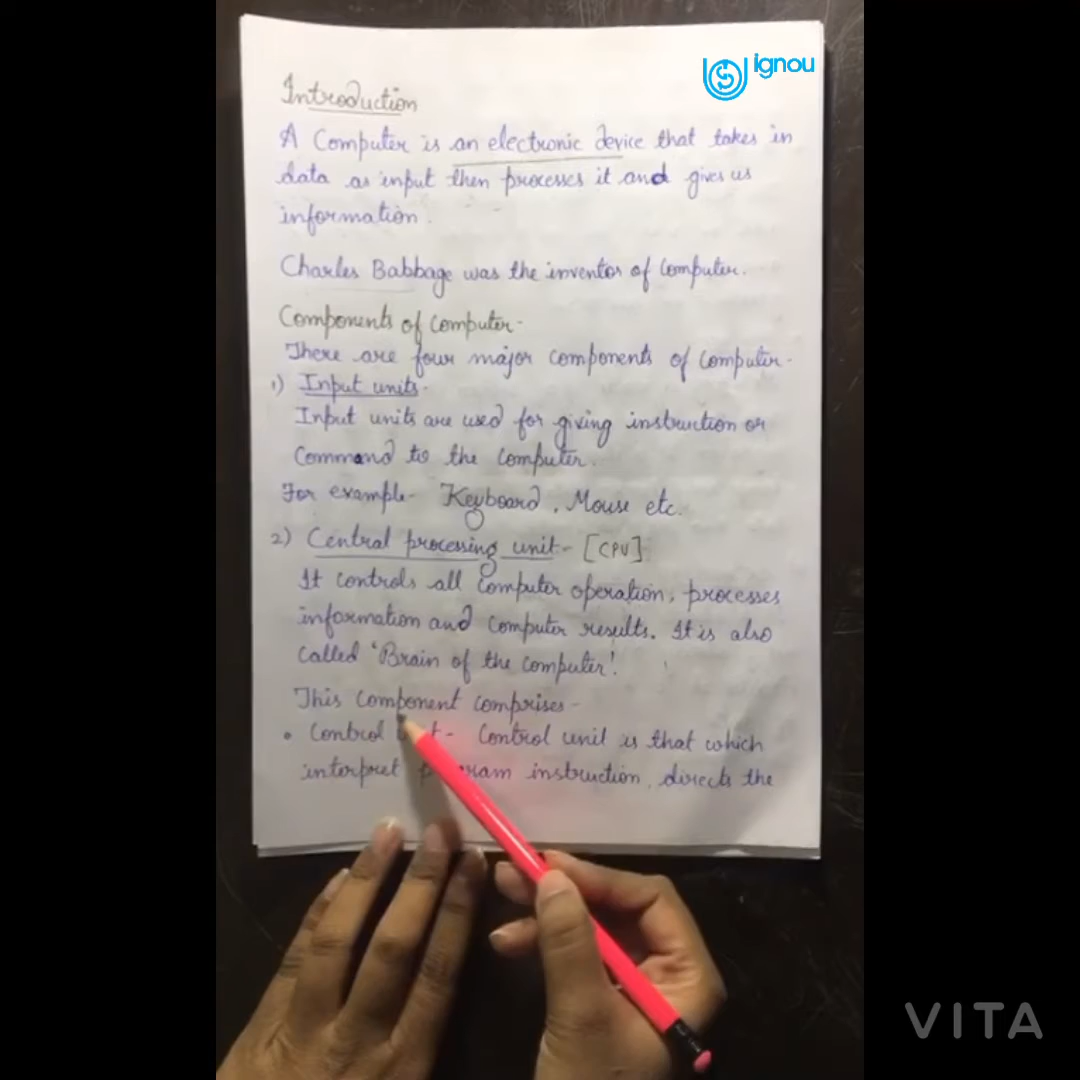 ignou
Introduction
A Computer is an electronic device that takes in
data as input then processes it and gives us
information.
Charles Babbage was the inventor of computer.
Components of computer-
There are four major components of computer-
1) Input units-
Input units are used for giving instruction or
Command to the computer.
For example- Keyboard, Mouse etc.
2) Central processing unit- [CPU]
It controls all computer operation, processes
information and computer results. It is also
called 'Brain of the computer'.
This component comprises-
• Control - Control unit is that which
interpret program instruction, directs the
VITA